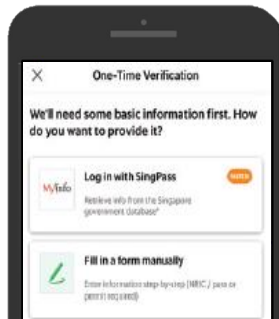 One-Time Verification
We'll need some basic information first. How
do you want to provide it?
Log in with SingPass
MyInfo
Retrieve info from the Singapore
government database*
Fill in a form manually
Enter information step-by-step (NRIC / pass or
permit required)